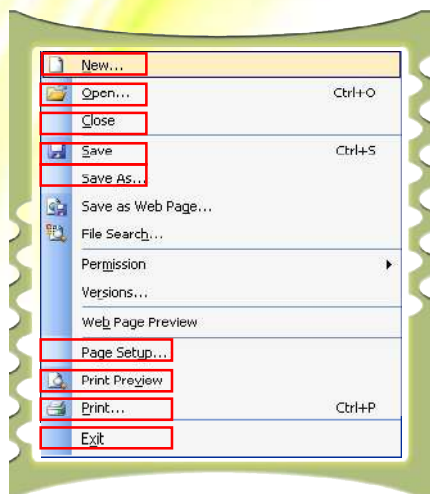 New...
Open... Ctrl+O
Close
Save Ctrl+S
Save As...
Save as Web Page...
File Search...
Permission
Versions...
Web Page Preview
Page Setup...
Print Preview
Print... Ctrl+P
Exit